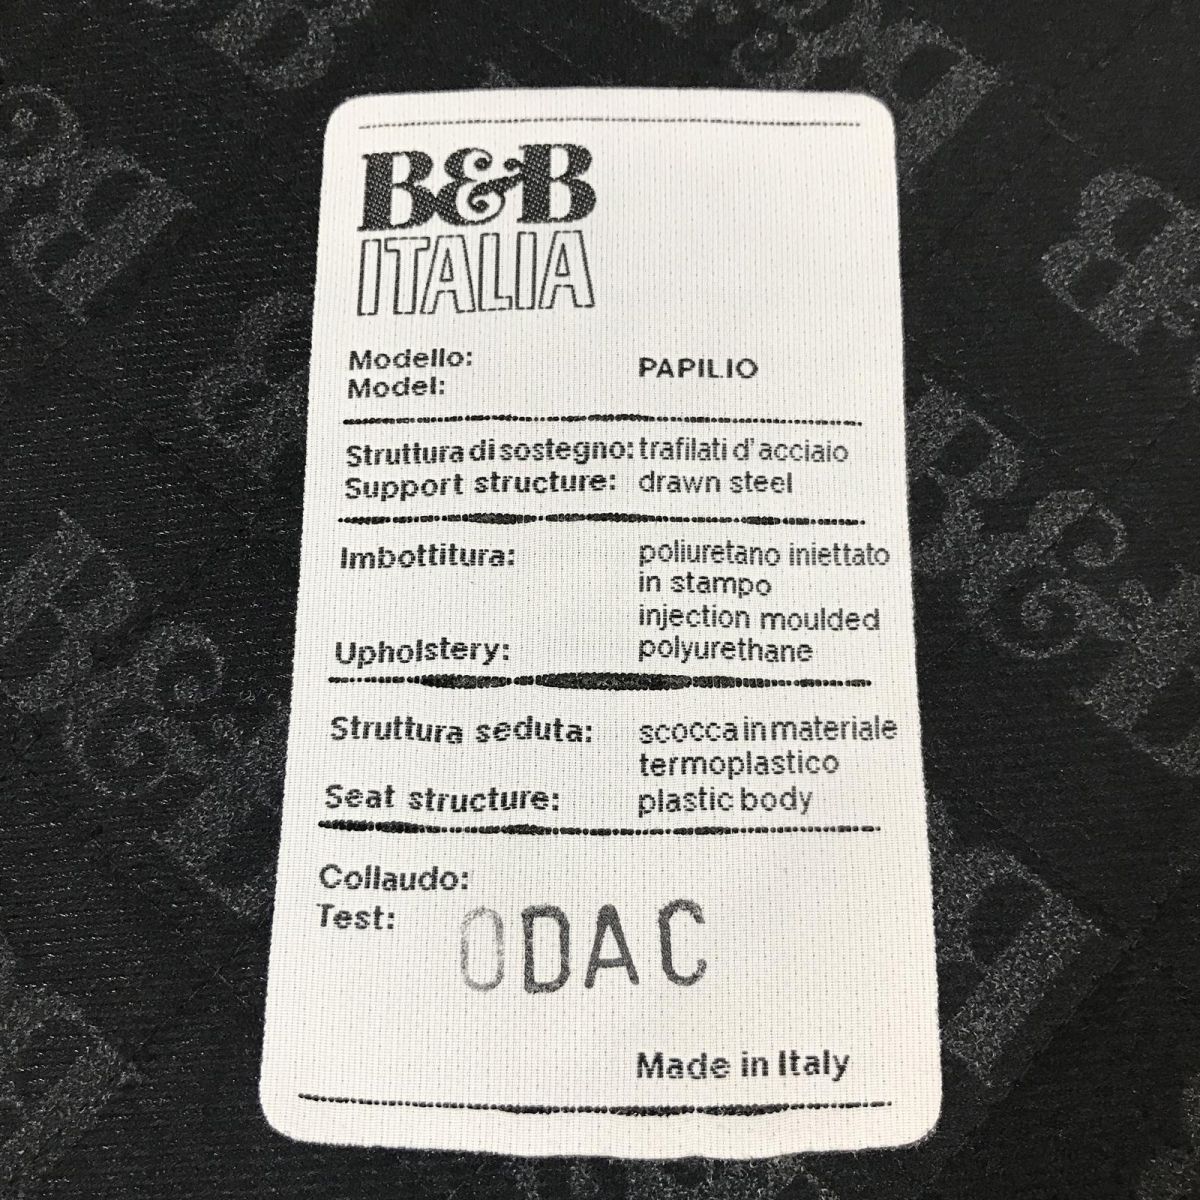 B&B
ITALIA
Modello:
Model: PAPILIO
Struttura di sostegno: trafilati d'acciaio
Support structure: drawn steel
Imbottitura: poliuretano iniettato
in stampo
injection moulded
Upholstery: polyurethane
Struttura seduta: scocca in materiale
termoplastico
Seat structure: plastic body
Collaudo:
Test: 0DAC
Made in Italy